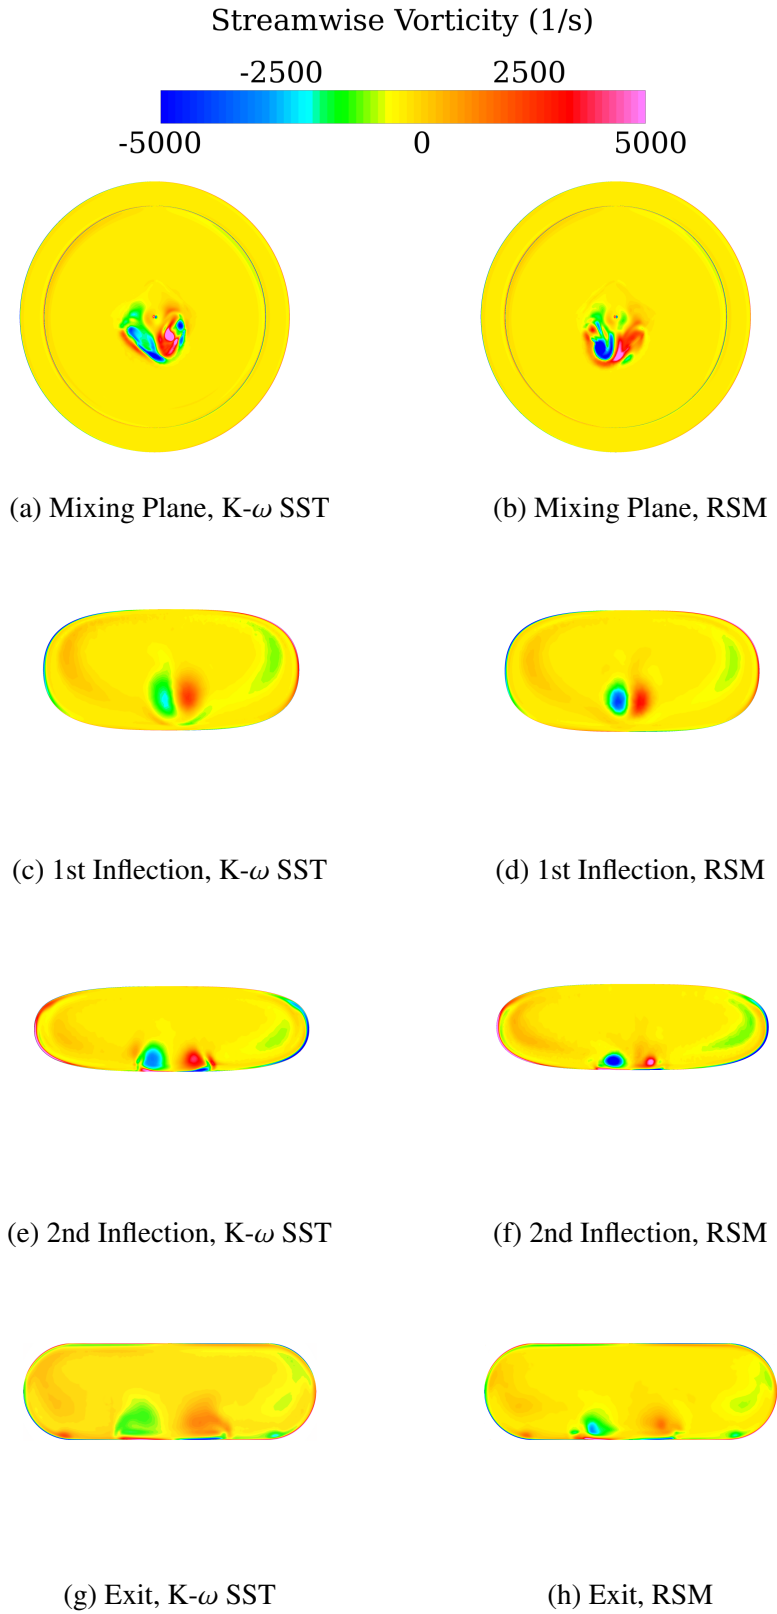 Streamwise Vorticity (1/s)
-2500 2500
-5000 0 5000
(a) Mixing Plane, K-ω SST
(b) Mixing Plane, RSM
(c) 1st Inflection, K-ω SST
(d) 1st Inflection, RSM
(e) 2nd Inflection, K-ω SST
(f) 2nd Inflection, RSM
(g) Exit, K-ω SST
(h) Exit, RSM